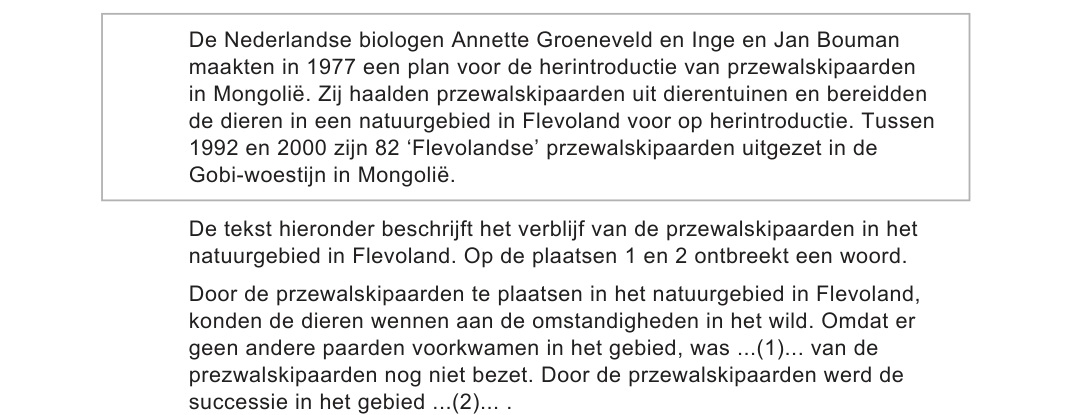 De Nederlandse biologen Annette Groeneveld en Inge en Jan Bouman
maakten in 1977 een plan voor de herintroductie van przewalskipaarden
in Mongolië. Zij haalden przewalskipaarden uit dierentuinen en bereidden
de dieren in een natuurgebied in Flevoland voor op herintroductie. Tussen
1992 en 2000 zijn 82 ‘Flevolandse’ przewalskipaarden uitgezet in de
Gobi-woestijn in Mongolië.
De tekst hieronder beschrijft het verblijf van de przewalskipaarden in het
natuurgebied in Flevoland. Op de plaatsen 1 en 2 ontbreekt een woord.
Door de przewalskipaarden te plaatsen in het natuurgebied in Flevoland,
konden de dieren wennen aan de omstandigheden in het wild. Omdat er
geen andere paarden voorkwamen in het gebied, was ...(1)... van de
prezwalskipaarden nog niet bezet. Door de przewalskipaarden werd de
successie in het gebied ...(2)... .